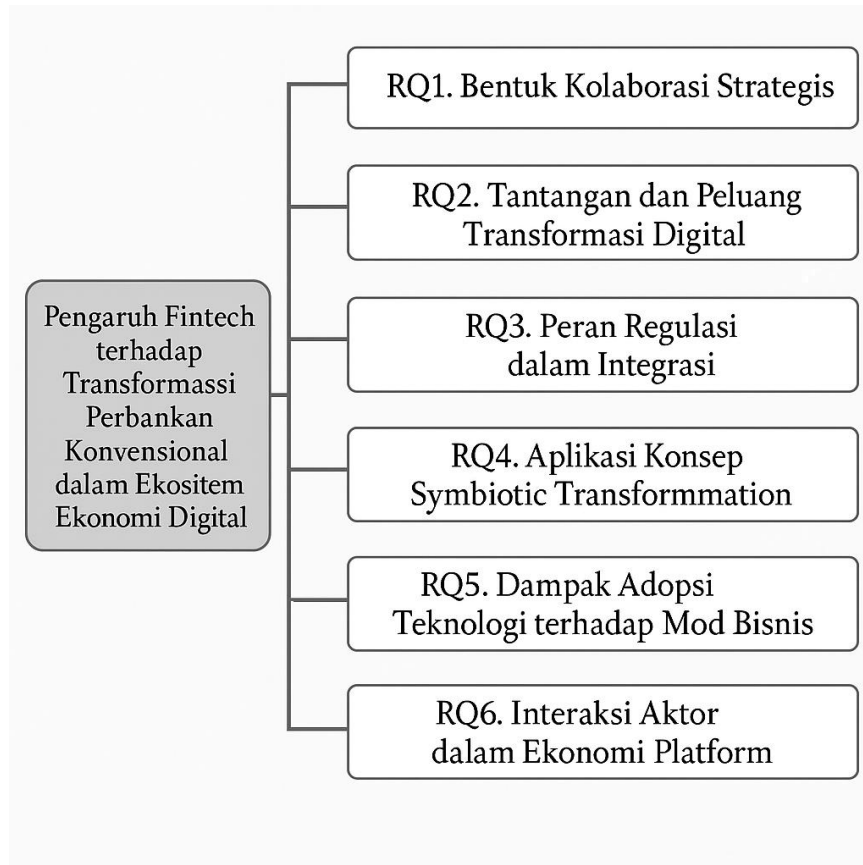 Pengaruh Fintech
terhadap
Transformassi
Perbankan
Konvensional
dalam Ekositem
Ekonomi Digital
RQ1. Bentuk Kolaborasi Strategis
RQ2. Tantangan dan Peluang
Transformasi Digital
RQ3. Peran Regulasi
dalam Integrasi
RQ4. Aplikasi Konsep
Symbiotic Transformmation
RQ5. Dampak Adopsi
Teknologi terhadap Mod Bisnis
RQ6. Interaksi Aktor
dalam Ekonomi Platform